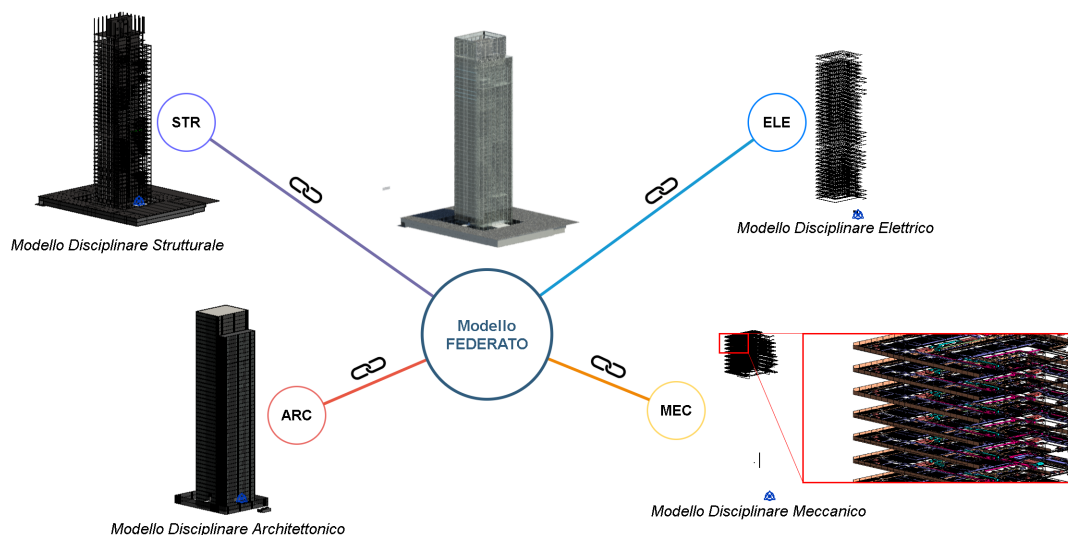 STR
ELE
Modello Disciplinare Strutturale
Modello Disciplinare Elettrico
Modello
FEDERATO
ARC
MEC
Modello Disciplinare Architettonico
Modello Disciplinare Meccanico